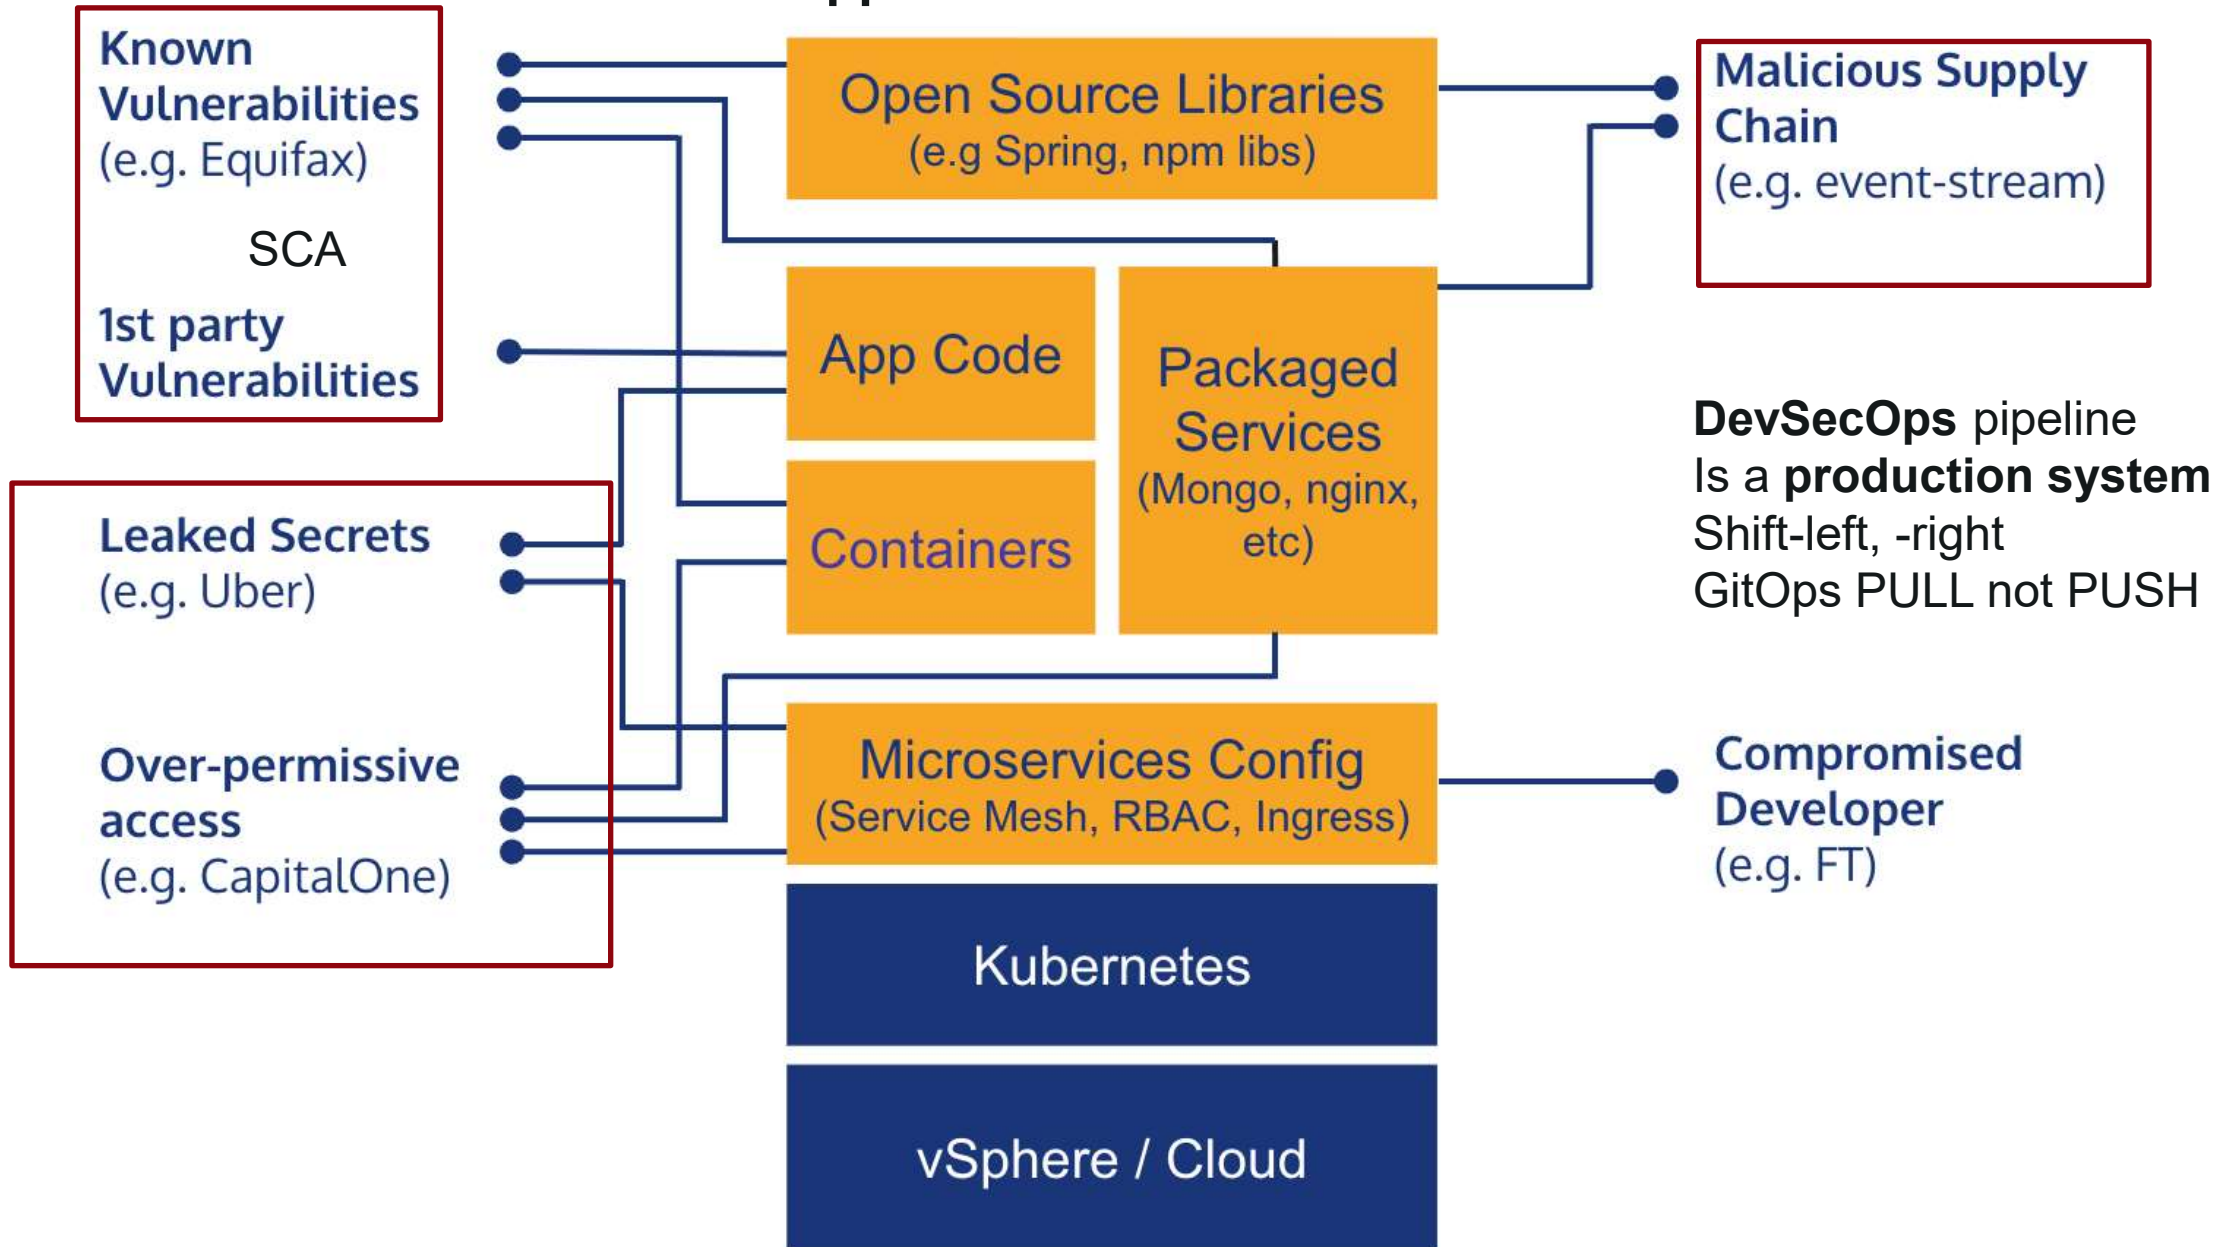 Known
Vulnerabilities
(e.g. Equifax)
SCA
1st party
Vulnerabilities
Leaked Secrets
(e.g. Uber)
Over-permissive
access
(e.g. CapitalOne)
Open Source Libraries
(e.g Spring, npm libs)
App Code
Containers
Packaged
Services
(Mongo, nginx,
etc)
Microservices Config
(Service Mesh, RBAC, Ingress)
Kubernetes
vSphere / Cloud
Malicious Supply
Chain
(e.g. event-stream)
DevSecOps pipeline
Is a production system
Shift-left, -right
GitOps PULL not PUSH
Compromised
Developer
(e.g. FT)